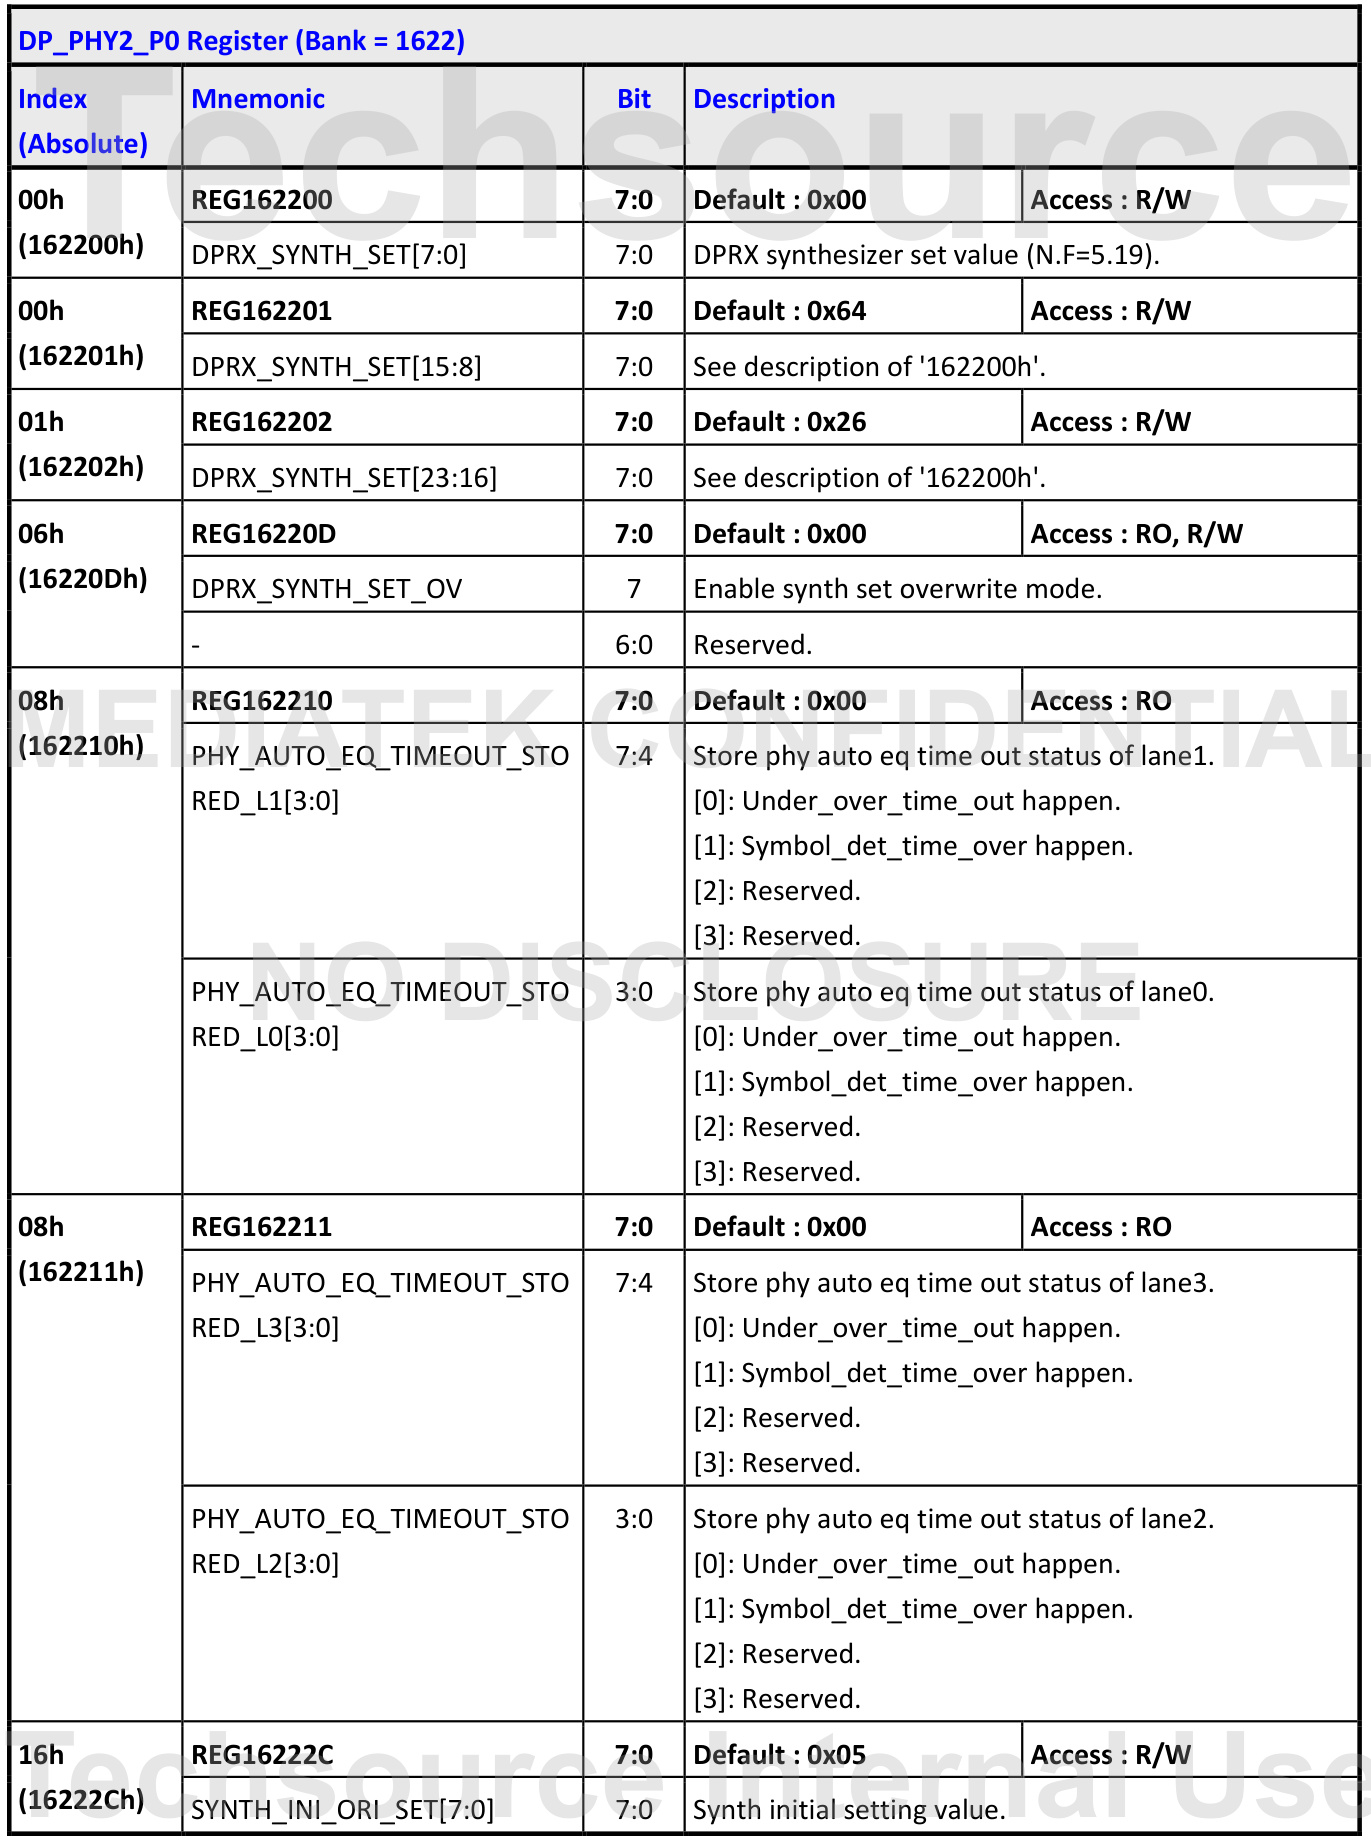 DP_PHY2_P0 Register (Bank = 1622)
Index (Absolute) Mnemonic Bit Description
00h (162200h) REG162200 7:0 Default : 0x00 Access : R/W
DPRX_SYNTH_SET[7:0] 7:0 DPRX synthesizer set value (N.F=5.19).
00h (162201h) REG162201 7:0 Default : 0x64 Access : R/W
DPRX_SYNTH_SET[15:8] 7:0 See description of '162200h'.
01h (162202h) REG162202 7:0 Default : 0x26 Access : R/W
DPRX_SYNTH_SET[23:16] 7:0 See description of '162200h'.
06h (16220Dh) REG16220D 7:0 Default : 0x00 Access : RO, R/W
DPRX_SYNTH_SET_OV 7 Enable synth set overwrite mode.
- 6:0 Reserved.
08h (162210h) REG162210 7:0 Default : 0x00 Access : RO
PHY_AUTO_EQ_TIMEOUT_STO
RED_L1[3:0] 7:4 Store phy auto eq time out status of lane1.
[0]: Under_over_time_out happen.
[1]: Symbol_det_time_over happen.
[2]: Reserved.
[3]: Reserved.
PHY_AUTO_EQ_TIMEOUT_STO
RED_L0[3:0] 3:0 Store phy auto eq time out status of lane0.
[0]: Under_over_time_out happen.
[1]: Symbol_det_time_over happen.
[2]: Reserved.
[3]: Reserved.
08h (162211h) REG162211 7:0 Default : 0x00 Access : RO
PHY_AUTO_EQ_TIMEOUT_STO
RED_L3[3:0] 7:4 Store phy auto eq time out status of lane3.
[0]: Under_over_time_out happen.
[1]: Symbol_det_time_over happen.
[2]: Reserved.
[3]: Reserved.
PHY_AUTO_EQ_TIMEOUT_STO
RED_L2[3:0] 3:0 Store phy auto eq time out status of lane2.
[0]: Under_over_time_out happen.
[1]: Symbol_det_time_over happen.
[2]: Reserved.
[3]: Reserved.
16h (16222Ch) REG16222C 7:0 Default : 0x05 Access : R/W
SYNTH_INI_ORI_SET[7:0] 7:0 Synth initial setting value.
Techsource
MEDIATEK CONFIDENTIAL
NO DISCLOSURE
Techsource Internal Use